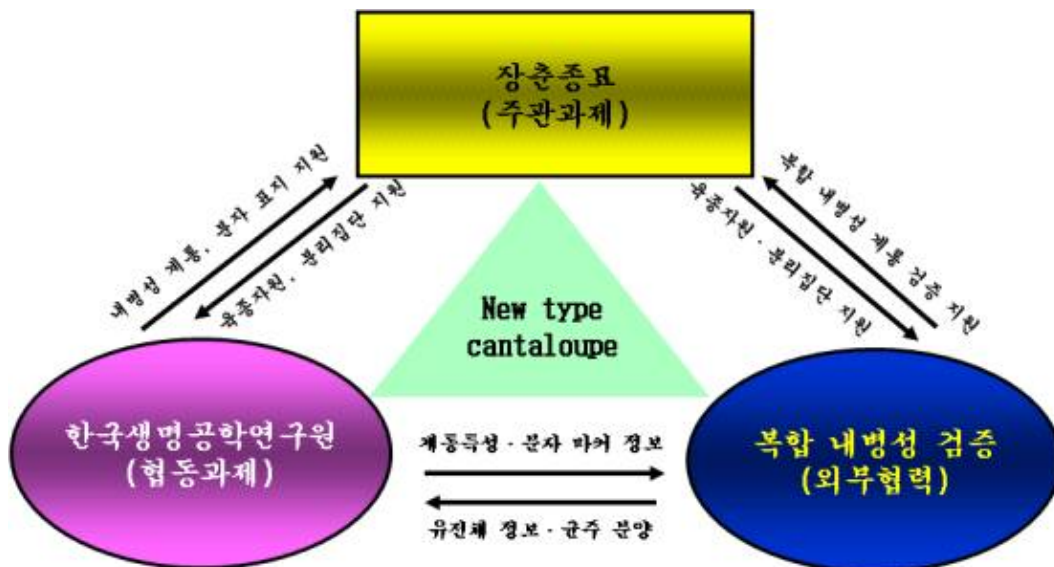 장춘종묘
(주관과제)
내병성 계통, 분자 표지 지원
육종자원, 분리집단 지원
복합 내병성 계통 검증 지원
육종자원·분리집단 지원
New type
cantaloupe
한국생명공학연구원
(협동과제)
계통특성·분자 마커 정보
유전체 정보·균주 분양
복합 내병성 검증
(외부협력)